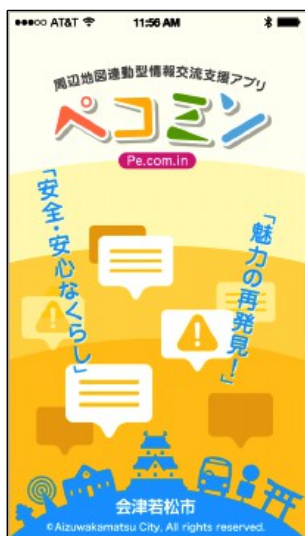 ●●●○○ AT&T 11:56 AM
周辺地図連動型情報交流支援アプリ
ペコミン
Pe.com.in
「安全・安心なくらし」
「魅力の再発見！」
会津若松市
©Aizuwakamatsu City, All rights reserved.